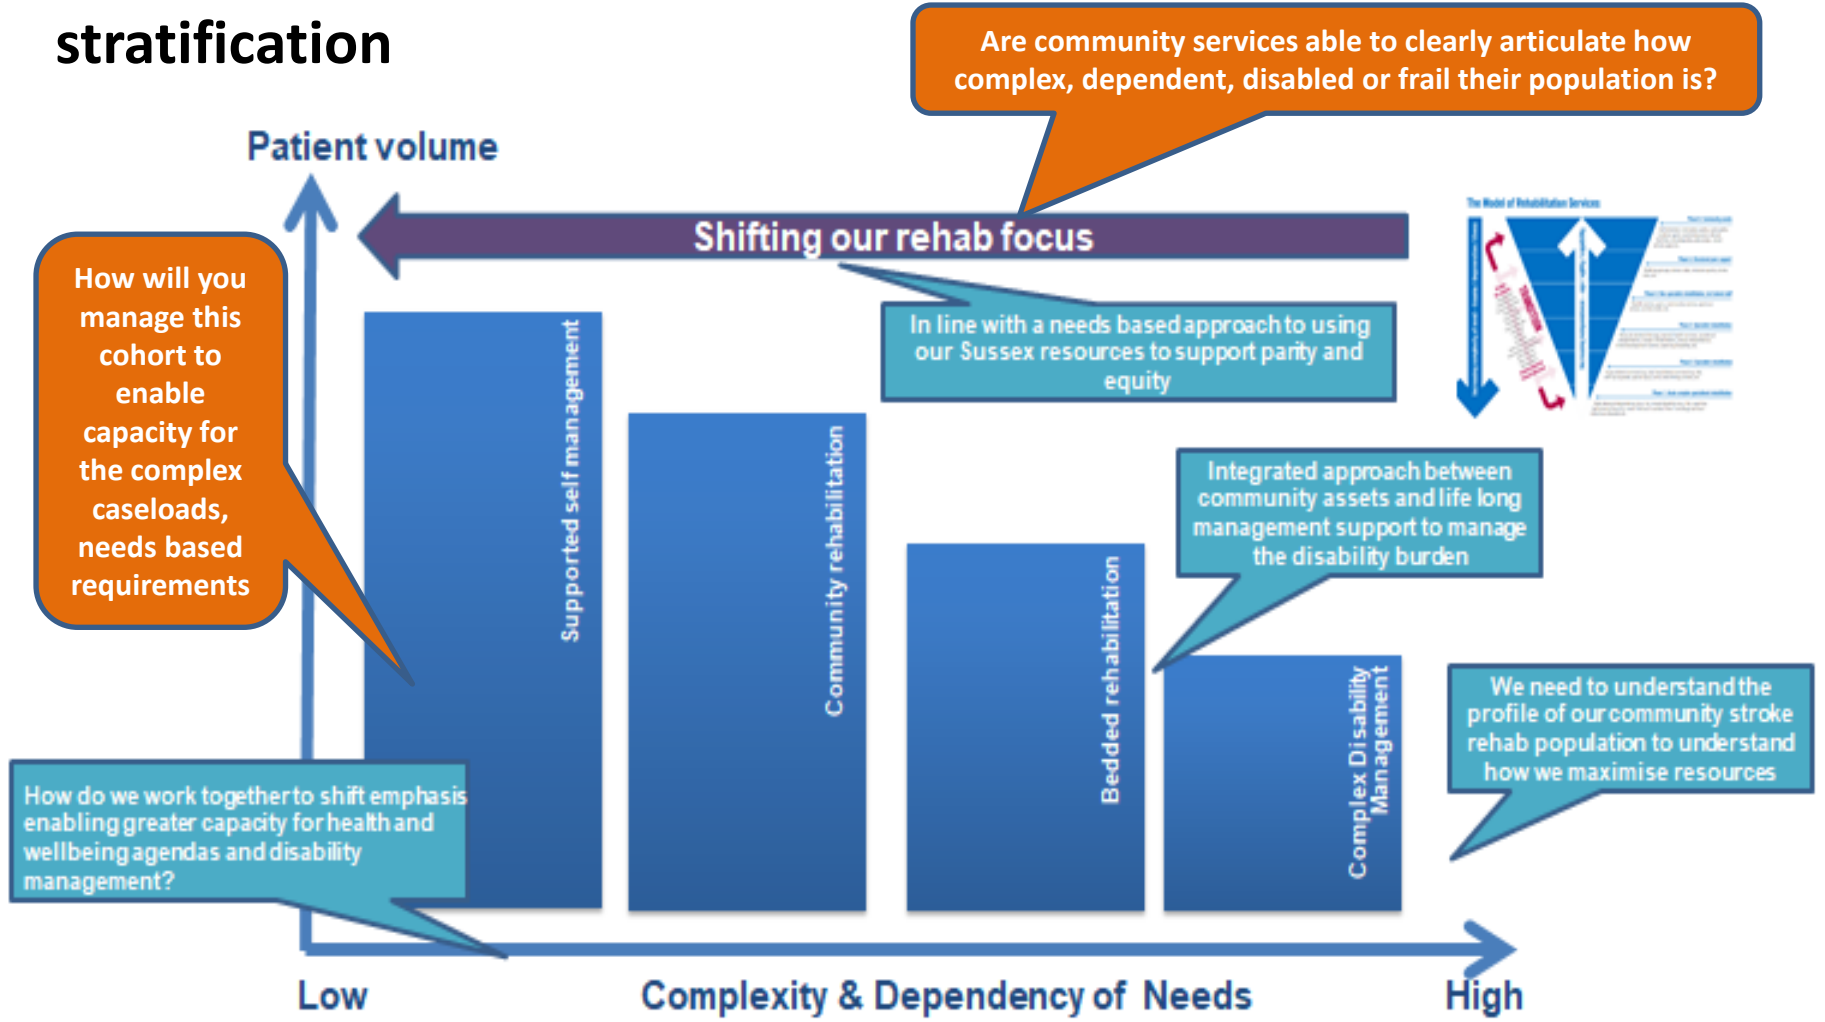 stratification
Are community services able to clearly articulate how
complex, dependent, disabled or frail their population is?
Patient volume
Shifting our rehab focus
The Model of Rehabilitation Services
TRANSITION
How will you
manage this
cohort to
enable
capacity for
the complex
caseloads,
needs based
requirements
In line with a needs based approach to using
our Sussex resources to support parity and
equity
Supported self management
Community rehabilitation
Bedded rehabilitation
Complex Disability
Management
Integrated approach between
community assets and life long
management support to manage
the disability burden
We need to understand the
profile of our community stroke
rehab population to understand
how we maximise resources
How do we work together to shift emphasis
enabling greater capacity for health and
wellbeing agendas and disability
management?
Low
Complexity & Dependency of Needs
High